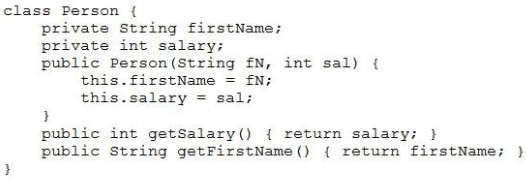 class Person {
    private String firstName;
    private int salary;
    public Person(String fN, int sal) {
        this.firstName = fN;
        this.salary = sal;
    }
    public int getSalary() { return salary; }
    public String getFirstName() { return firstName; }
}